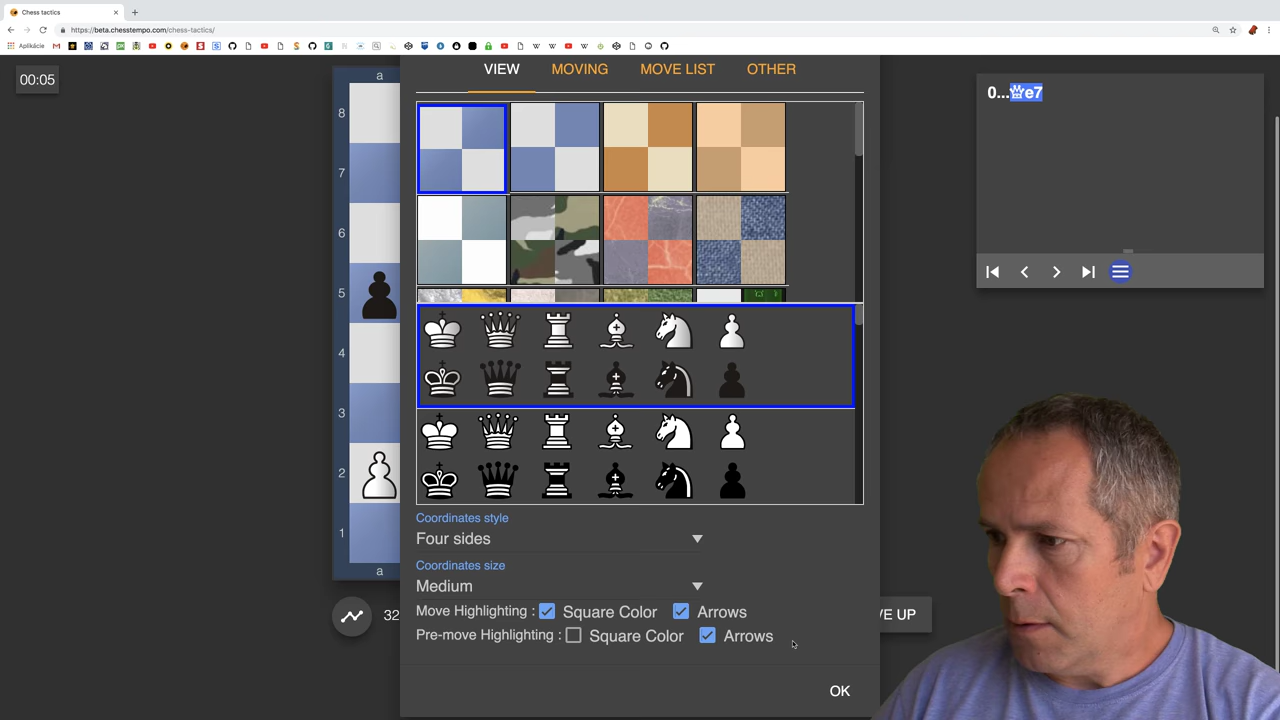 Chess tactics
https://beta.chesstempo.com/chess-tactics/
Aplikácie
00:05
VIEW MOVING MOVE LIST OTHER
0...♕e7
a
8
7
6
5
4
3
2
1
a
Coordinates style
Four sides
Coordinates size
Medium
Move Highlighting : Square Color Arrows
Pre-move Highlighting : Square Color Arrows
32
VE UP
OK